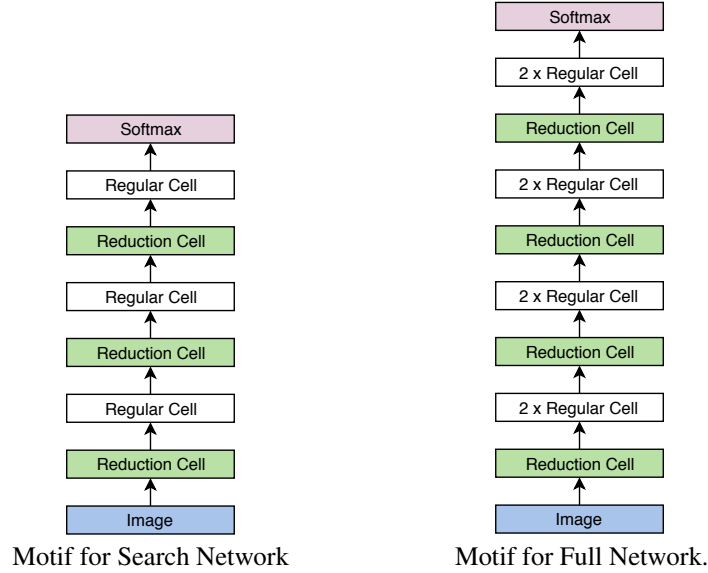 Softmax
Regular Cell
Reduction Cell
Regular Cell
Reduction Cell
Regular Cell
Reduction Cell
Image
Motif for Search Network
Softmax
2 x Regular Cell
Reduction Cell
2 x Regular Cell
Reduction Cell
2 x Regular Cell
Reduction Cell
2 x Regular Cell
Reduction Cell
Image
Motif for Full Network.